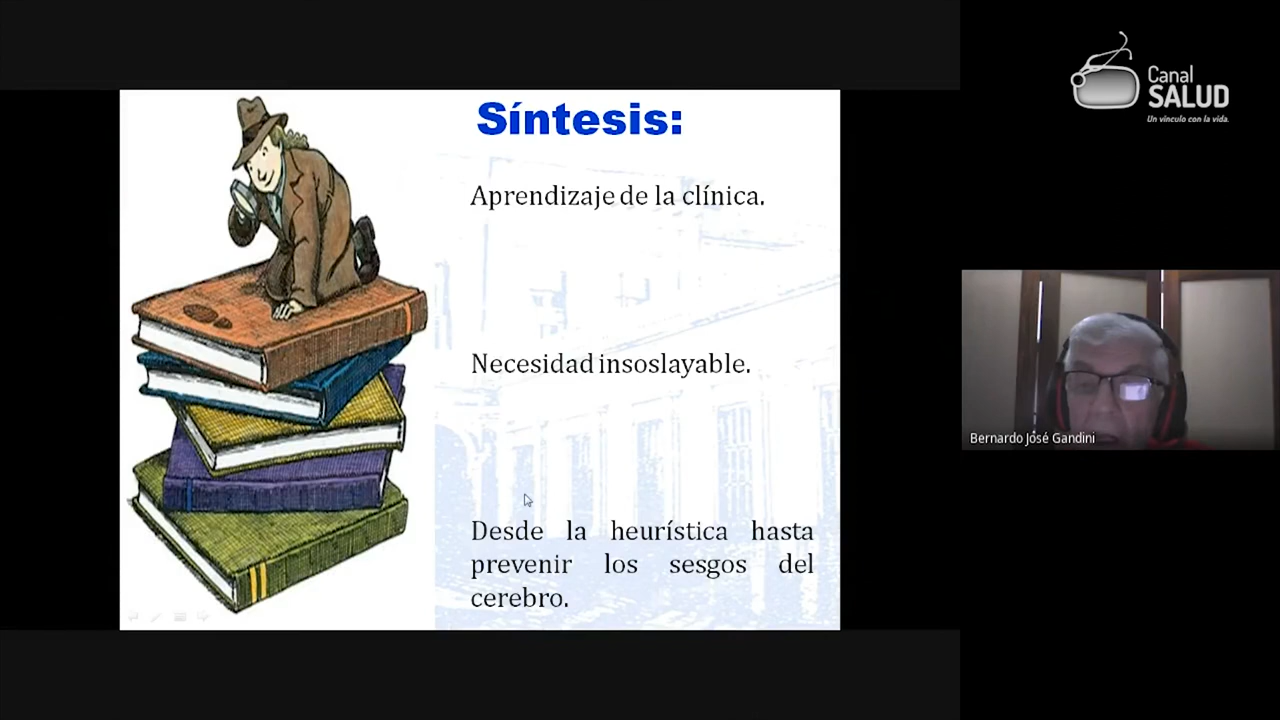 Síntesis:
Aprendizaje de la clínica.
Necesidad insoslayable.
Desde la heurística hasta
prevenir los sesgos del
cerebro.
Canal
SALUD
Un vínculo con la vida.
Bernardo José Gandini